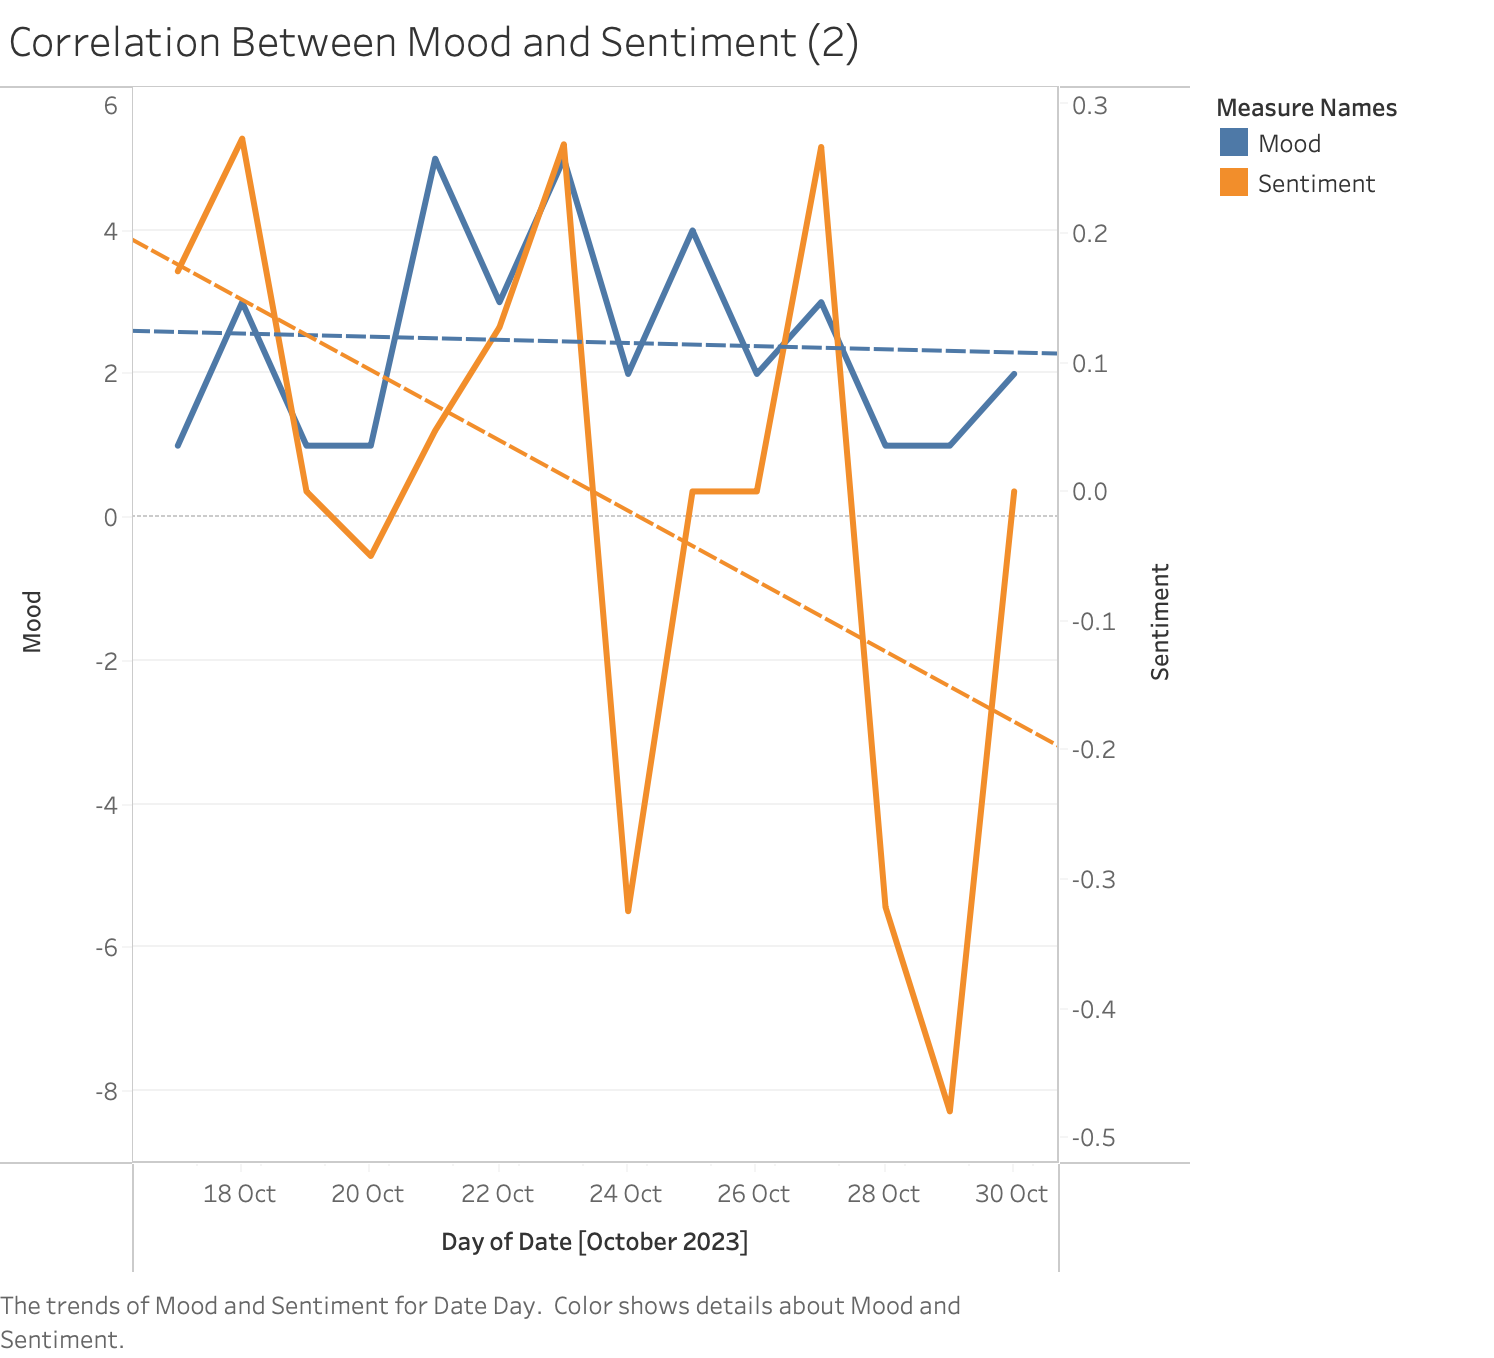 Correlation Between Mood and Sentiment (2)
Measure Names
Mood
Sentiment
6
4
2
0
-2
-4
-6
-8
Mood
0.3
0.2
0.1
0.0
-0.1
-0.2
-0.3
-0.4
-0.5
Sentiment
18 Oct 20 Oct 22 Oct 24 Oct 26 Oct 28 Oct 30 Oct
Day of Date [October 2023]
The trends of Mood and Sentiment for Date Day.  Color shows details about Mood and
Sentiment.